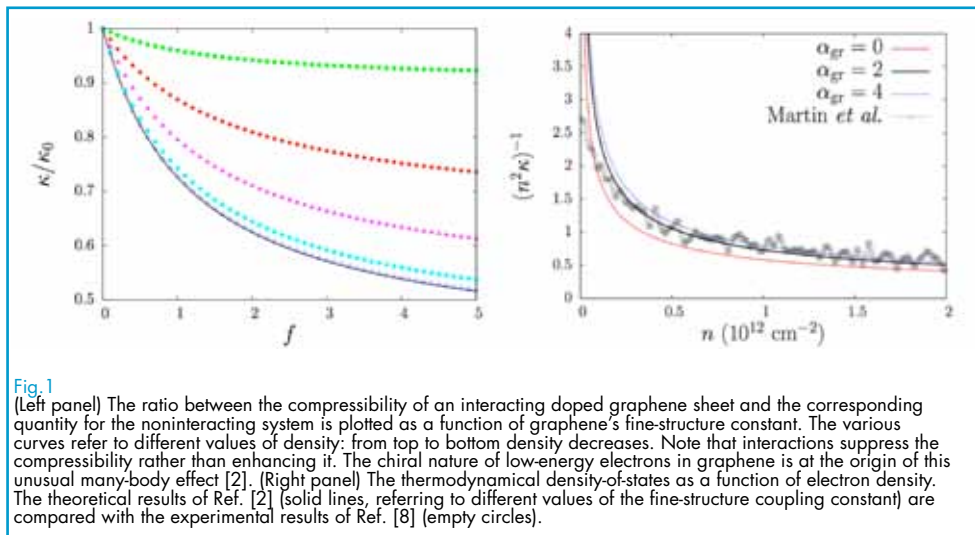 1
0.9
0.8
0.7
0.6
0.5
0 1 2 3 4 5
κ/κ0
f
4
3.5
3
2.5
2
1.5
1
0.5
0
0 0.5 1 1.5 2
(n²κ)⁻¹
n (10¹² cm⁻²)
αgr = 0
αgr = 2
αgr = 4
Martin et al.
Fig.1
(Left panel) The ratio between the compressibility of an interacting doped graphene sheet and the corresponding
quantity for the noninteracting system is plotted as a function of graphene's fine-structure constant. The various
curves refer to different values of density: from top to bottom density decreases. Note that interactions suppress the
compressibility rather than enhancing it. The chiral nature of low-energy electrons in graphene is at the origin of this
unusual many-body effect [2]. (Right panel) The thermodynamical density-of-states as a function of electron density.
The theoretical results of Ref. [2] (solid lines, referring to different values of the fine-structure coupling constant) are
compared with the experimental results of Ref. [8] (empty circles).